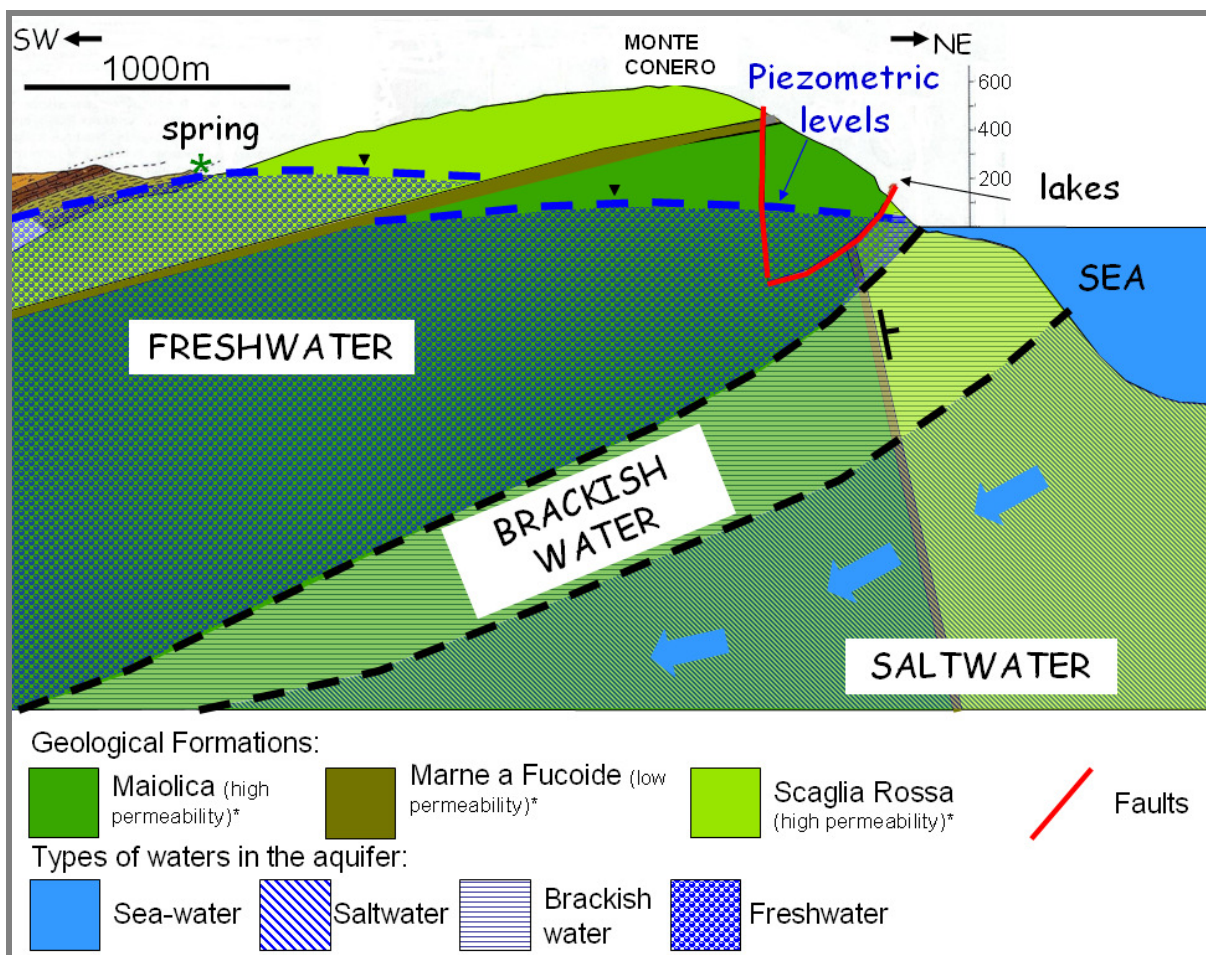 SW
NE
1000m
MONTE
CONERO
600
400
200
Piezometric
levels
spring
*
lakes
SEA
FRESHWATER
BRACKISH
WATER
SALTWATER
Geological Formations:
Maiolica (high
permeability)*
Marne a Fucoide (low
permeability)*
Scaglia Rossa
(high permeability)*
Faults
Types of waters in the aquifer:
Sea-water
Saltwater
Brackish
water
Freshwater